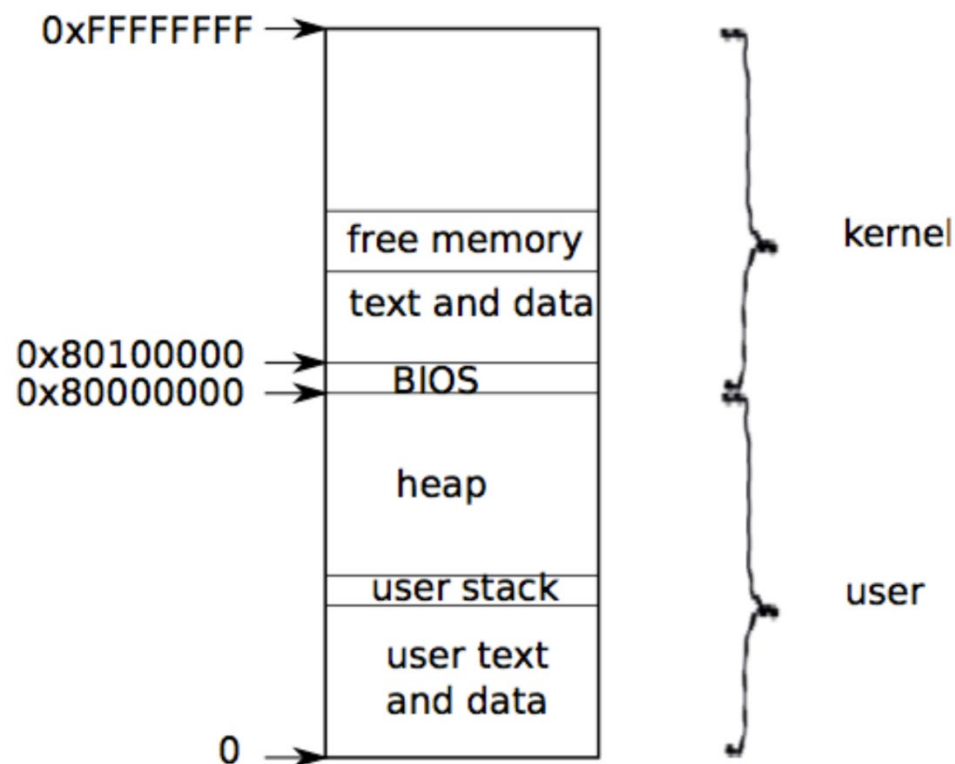 0xFFFFFFFF
free memory
kernel
text and data
0x80100000
BIOS
0x80000000
heap
user stack
user
user text
and data
0